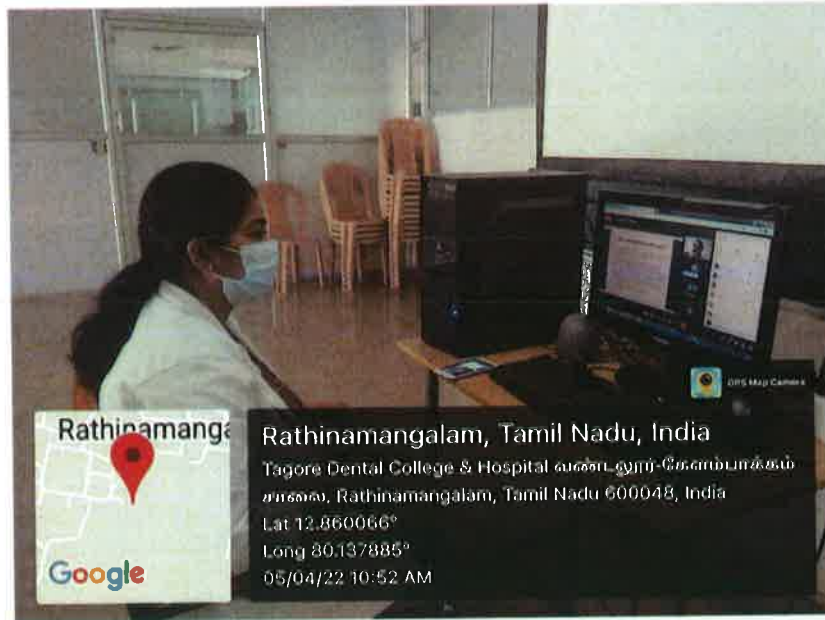 GPS Map Camera
Rathinamanga
Google
Rathinamangalam, Tamil Nadu, India
Tagore Dental College & Hospital வண்டலூர்-கேளம்பாக்கம்
சாலை, Rathinamangalam, Tamil Nadu 600048, India
Lat 12.860066°
Long 80.137885°
05/04/22 10:52 AM